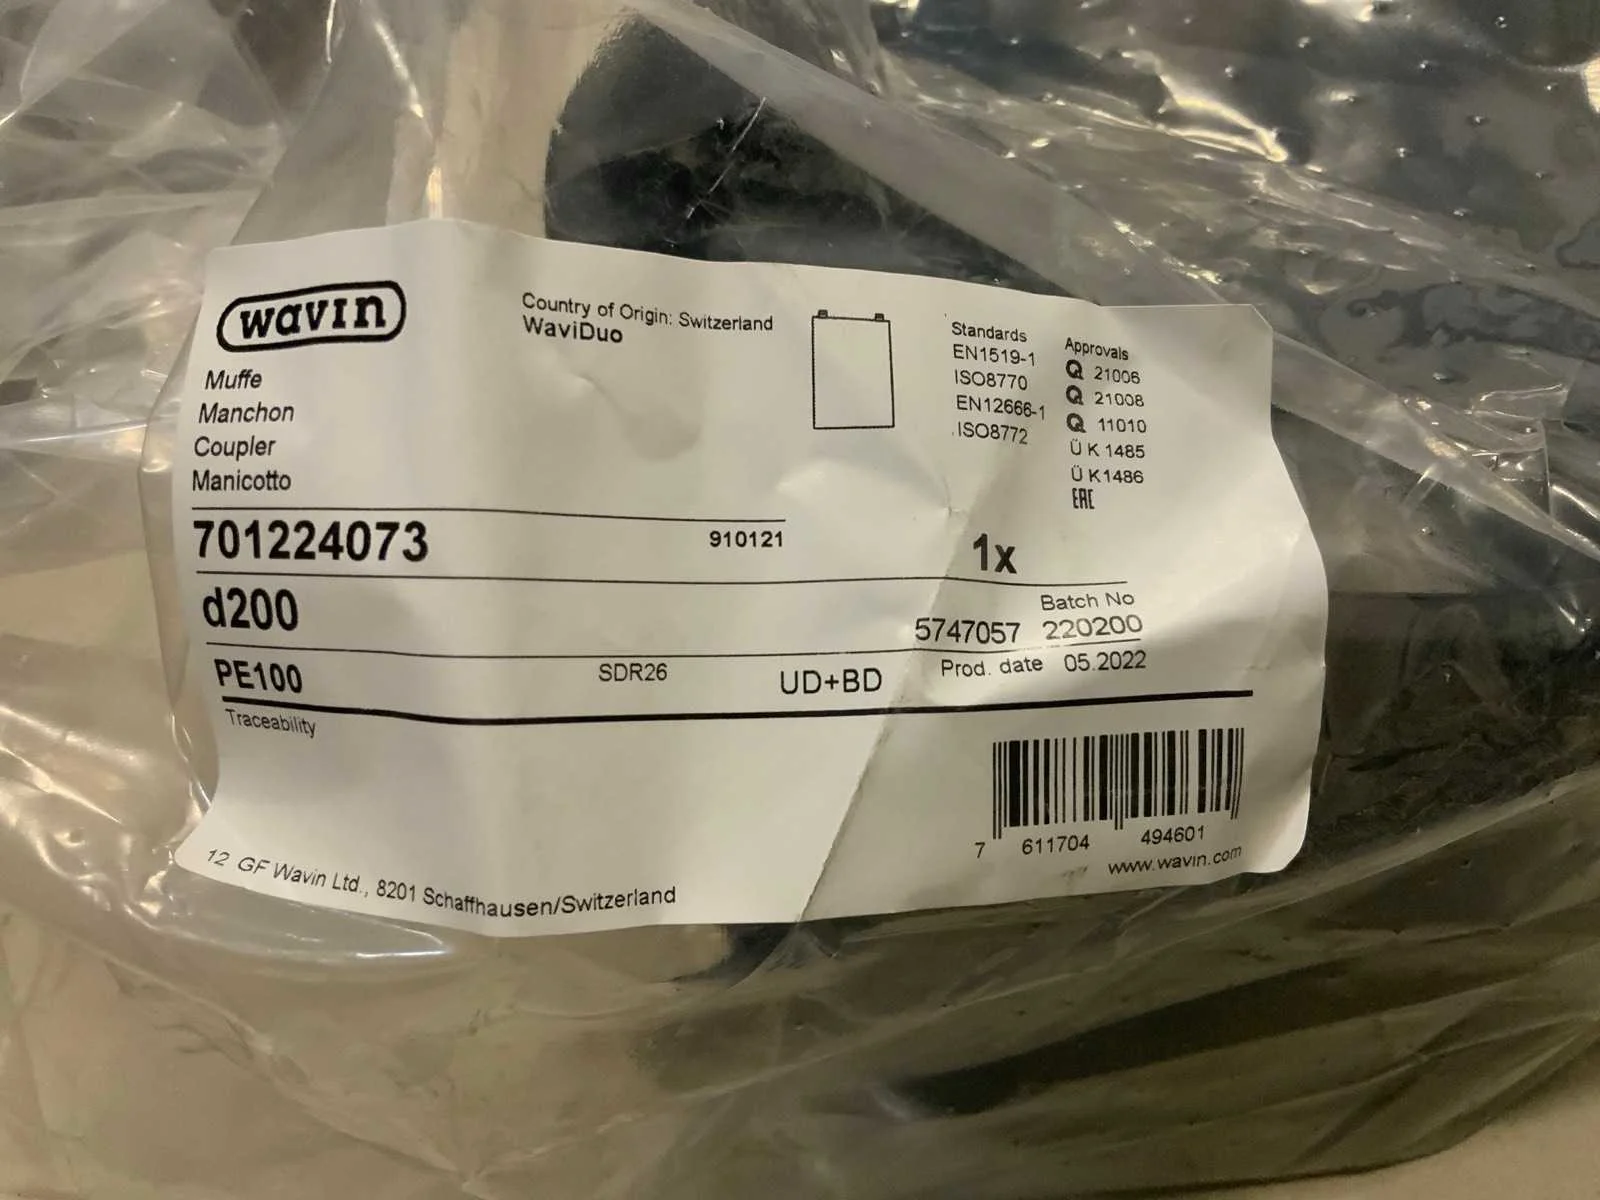 wavin
Country of Origin: Switzerland
WaviDuo
Muffe
Manchon
Coupler
Manicotto
Standards
EN1519-1
ISO8770
EN12666-1
ISO8772
Approvals
Q 21006
Q 21008
Q 11010
Ü K 1485
Ü K1486
EAC
701224073 910121 1x
d200
Batch No
5747057 220200
PE100 SDR26 UD+BD Prod. date 05.2022
Traceability
7 611704 494601
www.wavin.com
12 GF Wavin Ltd., 8201 Schaffhausen/Switzerland